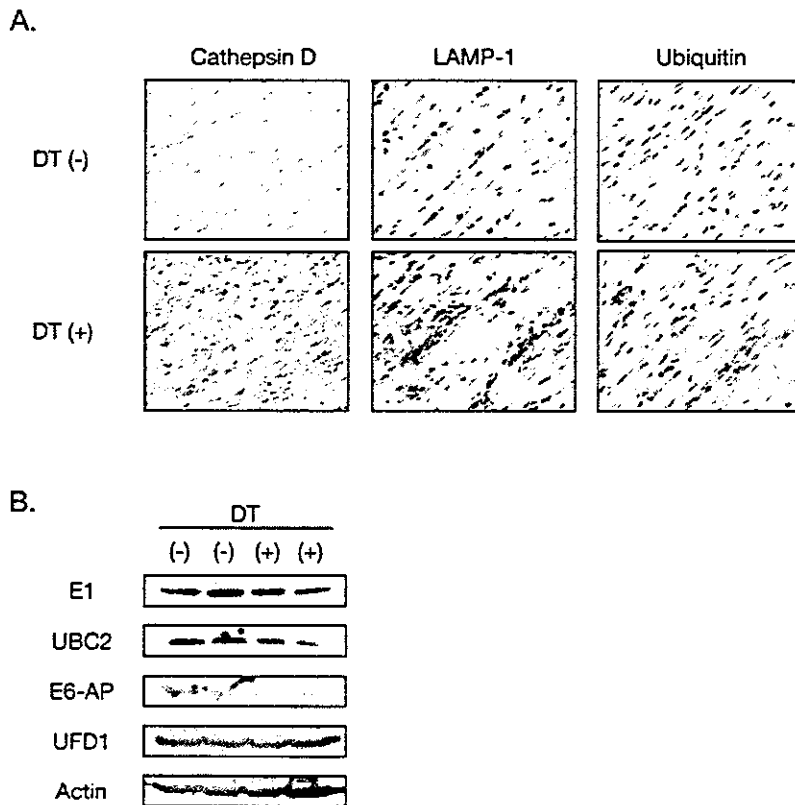 A.
Cathepsin D LAMP-1 Ubiquitin
DT (-)
DT (+)
B.
DT
(-) (-) (+) (+)
E1
UBC2
E6-AP
UFD1
Actin